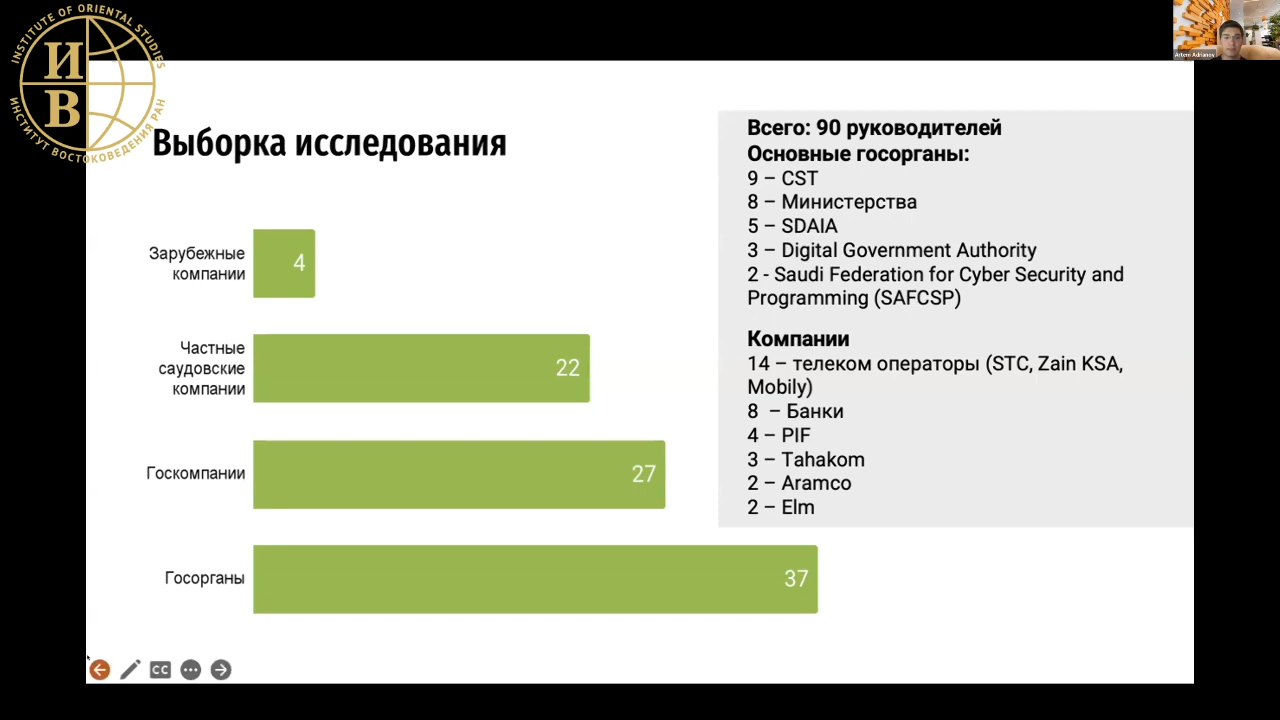 INSTITUTE OF ORIENTAL STUDIES
И
В
ИНСТИТУТ ВОСТОКОВЕДЕНИЯ РАН
Artem Adrianov
Выборка исследования
Зарубежные
компании
4
Частные
саудовские
компании
22
Госкомпании
27
Госорганы
37
Всего: 90 руководителей
Основные госорганы:
9 – CST
8 – Министерства
5 – SDAIA
3 – Digital Government Authority
2 - Saudi Federation for Cyber Security and
Programming (SAFCSP)
Компании
14 – телеком операторы (STC, Zain KSA,
Mobily)
8 – Банки
4 – PIF
3 – Tahakom
2 – Aramco
2 – Elm
CC